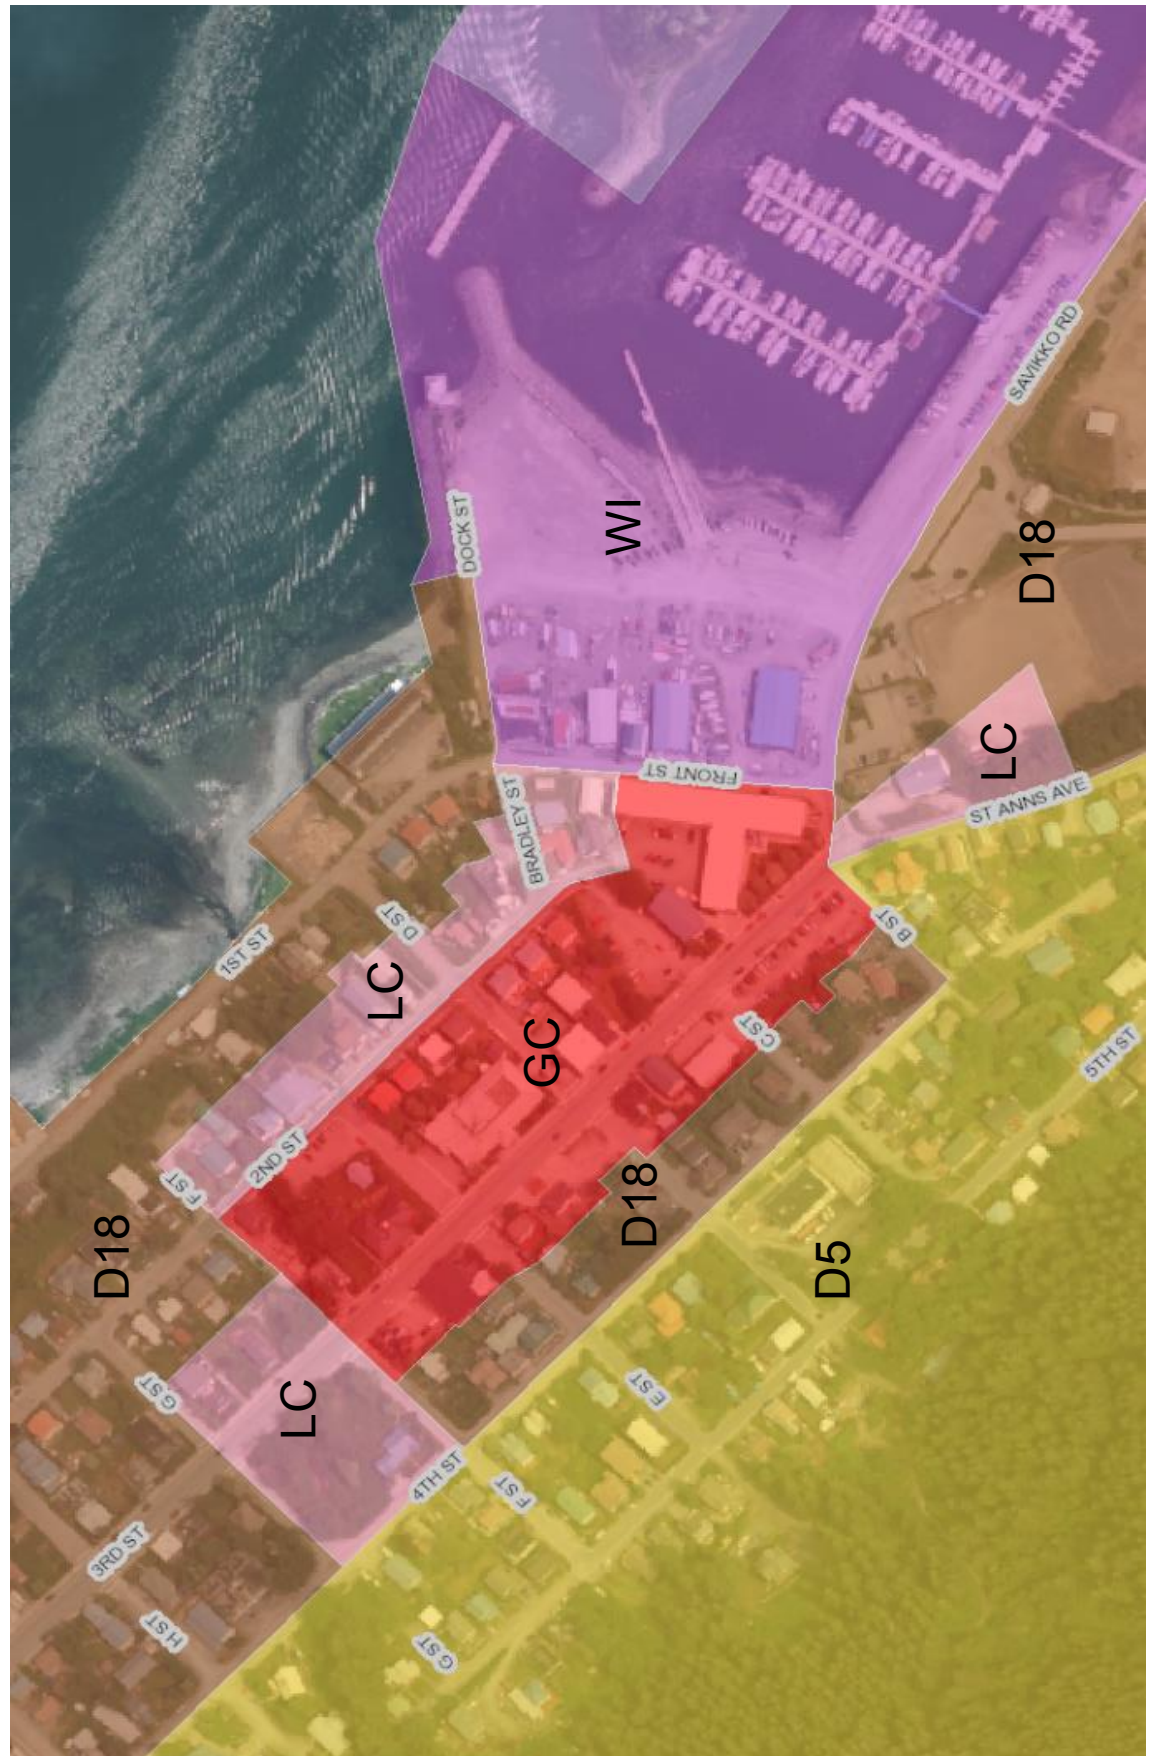 WI
DOCK ST
SAVIKKO RD
D18
LC
ST ANNS AVE
FRONT ST
BRADLEY ST
D ST
1ST ST
LC
GC
B ST
C ST
5TH ST
2ND ST
F ST
D18
D18
D5
G ST
LC
4TH ST
E ST
F ST
3RD ST
H ST
G ST